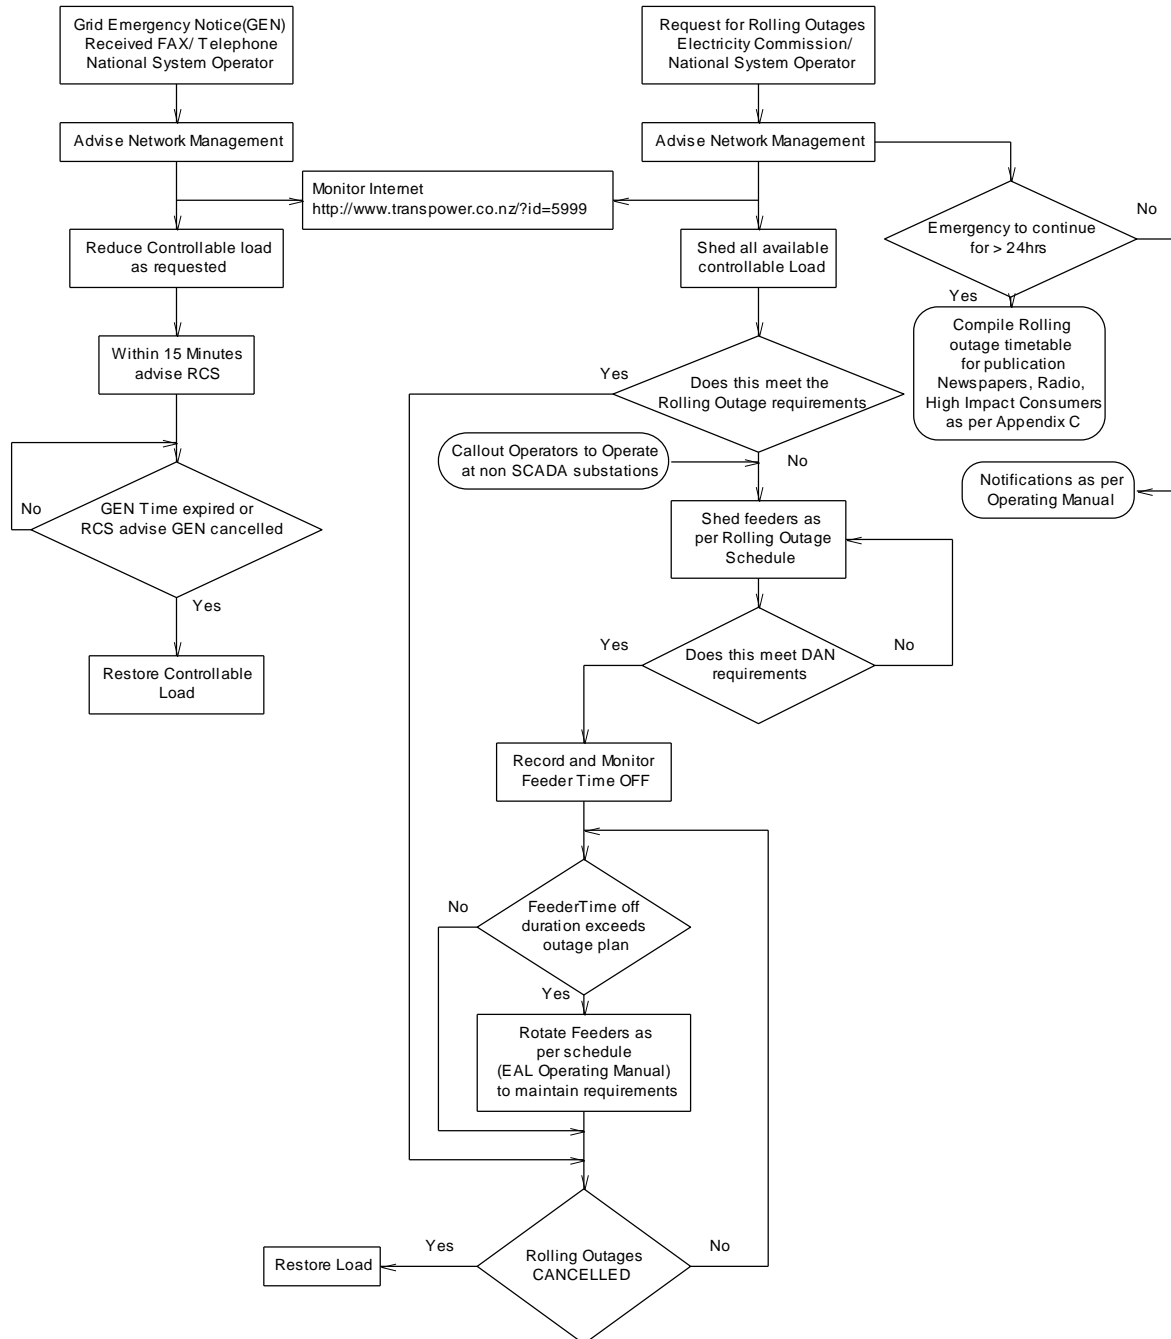 Grid Emergency Notice(GEN)
Received FAX/ Telephone
National System Operator
Advise Network Management
Reduce Controllable load
as requested
Within 15 Minutes
advise RCS
No
GEN Time expired or
RCS advise GEN cancelled
Yes
Restore Controllable
Load
Monitor Internet
http://www.transpower.co.nz/?id=5999
Request for Rolling Outages
Electricity Commission/
National System Operator
Advise Network Management
Shed all available
controllable Load
Emergency to continue
for > 24hrs
No
Yes
Compile Rolling
outage timetable
for publication
Newspapers, Radio,
High Impact Consumers
as per Appendix C
Notifications as per
Operating Manual
Yes
Does this meet the
Rolling Outage requirements
No
Callout Operators to Operate
at non SCADA substations
Shed feeders as
per Rolling Outage
Schedule
Yes
Does this meet DAN
requirements
No
Record and Monitor
Feeder Time OFF
No
FeederTime off
duration exceeds
outage plan
Yes
Rotate Feeders as
per schedule
(EAL Operating Manual)
to maintain requirements
Rolling Outages
CANCELLED
Yes
No
Restore Load